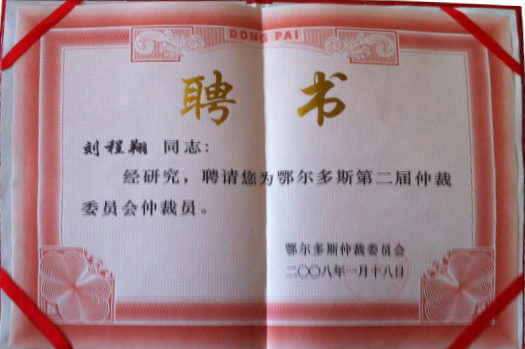 DONG PAI
聘书
刘程翔 同志：
经研究，聘请您为鄂尔多斯第二届仲裁
委员会仲裁员。
鄂尔多斯仲裁委员会
二〇〇八年一月十八日